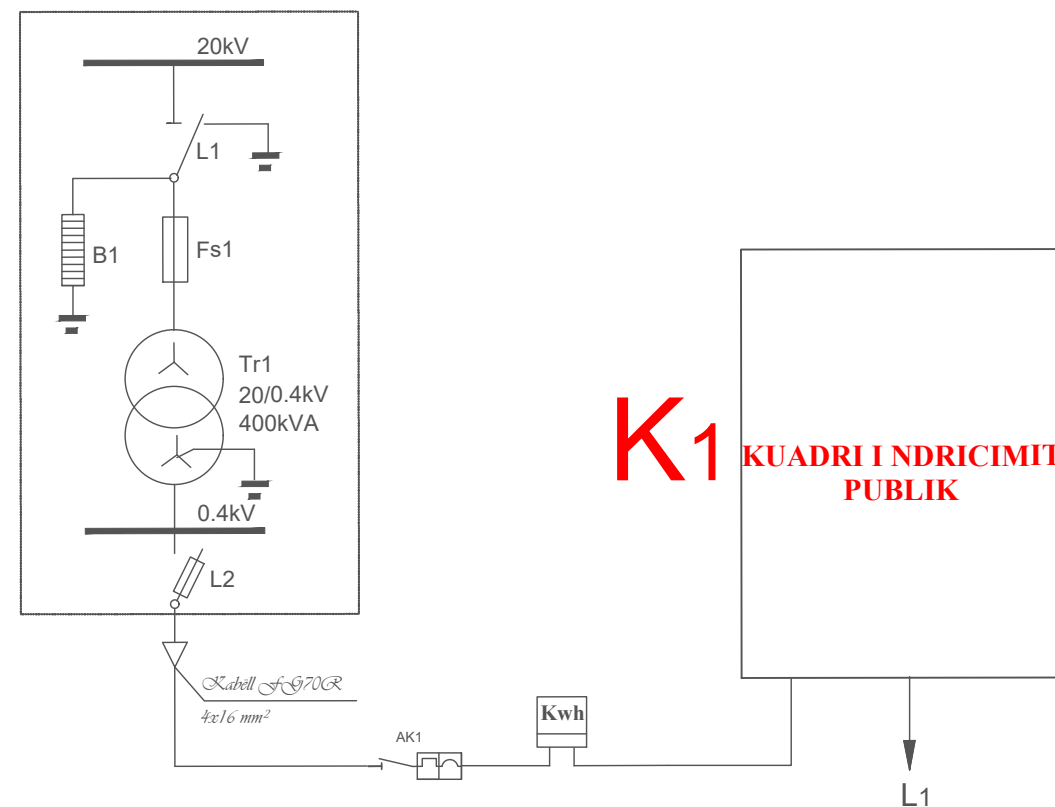 20kV
L1
B1
Fs1
Tr1
20/0.4kV
400kVA
0.4kV
L2
Kabëll FG70R
4x16 mm²
AK1
Kwh
K1
KUADRI I NDRICIMIT
PUBLIK
L1